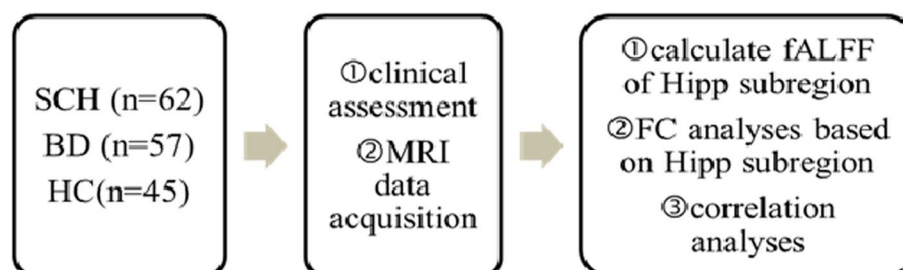 SCH (n=62)
BD (n=57)
HC(n=45)
①clinical
assessment
②MRI
data
acquisition
①calculate fALFF
of Hipp subregion
②FC analyses based
on Hipp subregion
③correlation
analyses